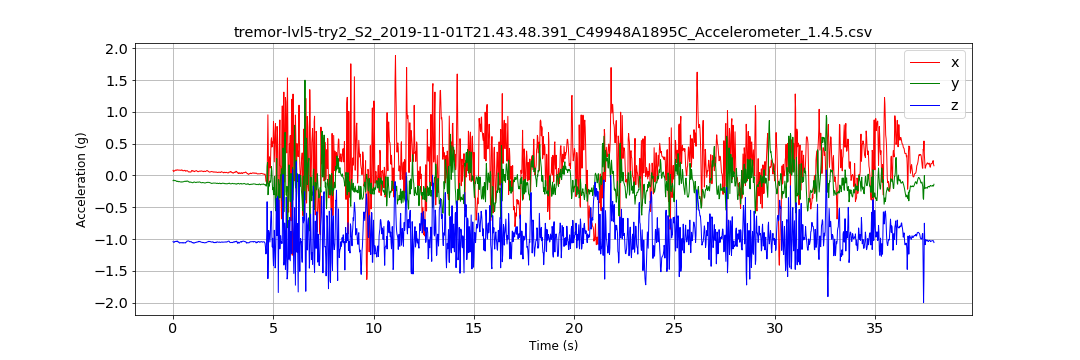 tremor-lvl5-try2_S2_2019-11-01T21.43.48.391_C49948A1895C_Accelerometer_1.4.5.csv
2.0
1.5
1.0
0.5
0.0
−0.5
−1.0
−1.5
−2.0
Acceleration (g)
x
y
z
0 5 10 15 20 25 30 35
Time (s)